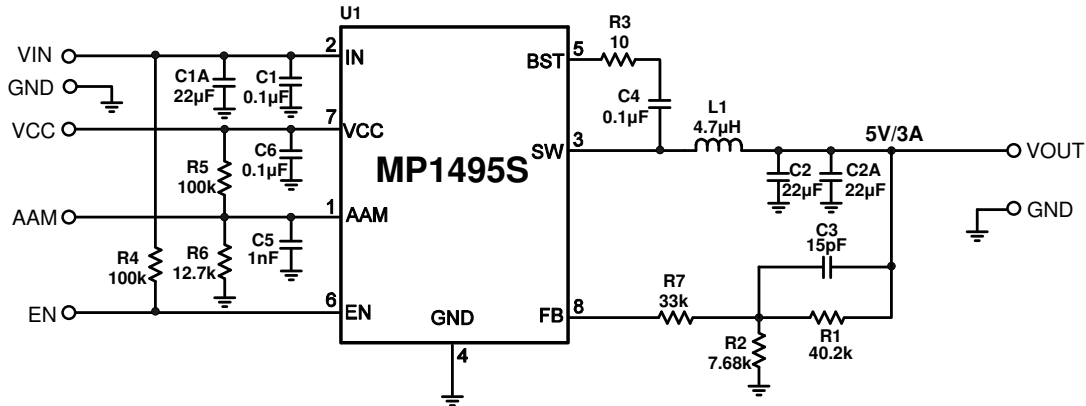 U1
VIN
GND
VCC
AAM
EN
C1A
22µF
C1
0.1µF
R5
100k
C6
0.1µF
R4
100k
R6
12.7k
C5
1nF
2
IN
7
VCC
1
AAM
6
EN
MP1495S
GND
4
BST
5
SW
3
FB
8
R3
10
C4
0.1µF
L1
4.7µH
5V/3A
VOUT
C2
22µF
C2A
22µF
GND
C3
15pF
R7
33k
R2
7.68k
R1
40.2k